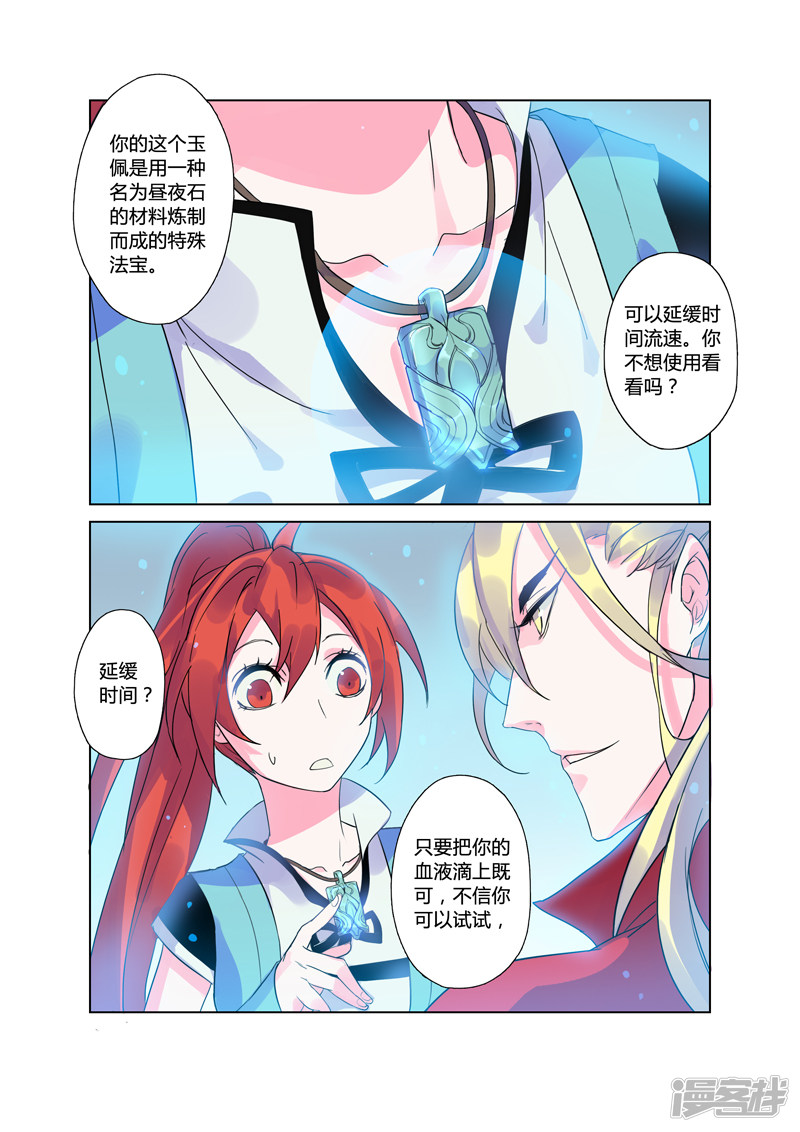 你的这个玉
佩是用一种
名为昼夜石
的材料炼制
而成的特殊
法宝。
可以延缓时
间流速。你
不想使用看
看吗？
延缓
时间？
只要把你的
血液滴上既
可，不信你
可以试试，
漫客栈